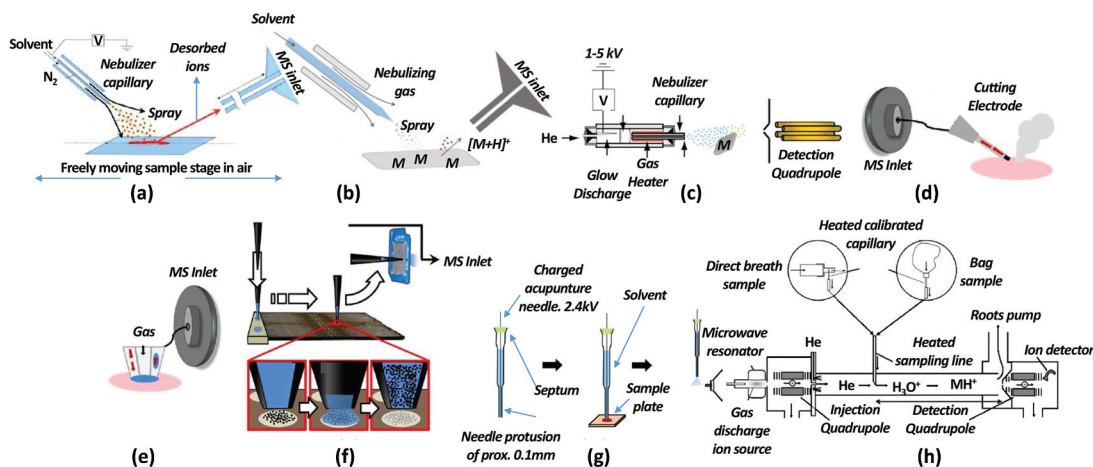 Solvent
V
N2
Nebulizer
capillary
Desorbed
ions
MS inlet
Spray
Freely moving sample stage in air
(a)
Solvent
Nebulizing
gas
MS inlet
Spray
[M+H]+
M
M
M
(b)
1-5 kV
V
Nebulizer
capillary
He
Glow
Discharge
Gas
Heater
M
Detection
Quadrupole
(c)
Cutting
Electrode
MS Inlet
(d)
MS Inlet
Gas
(e)
MS Inlet
(f)
Charged
acupunture
needle. 2.4kV
Solvent
Septum
Sample
plate
Needle protusion
of prox. 0.1mm
(g)
Heated calibrated
capillary
Direct breath
sample
Bag
sample
Roots pump
Microwave
resonator
He
Heated
sampling line
Ion detector
He
H3O+
MH+
Gas
discharge
ion source
Injection
Quadrupole
Detection
Quadrupole
(h)